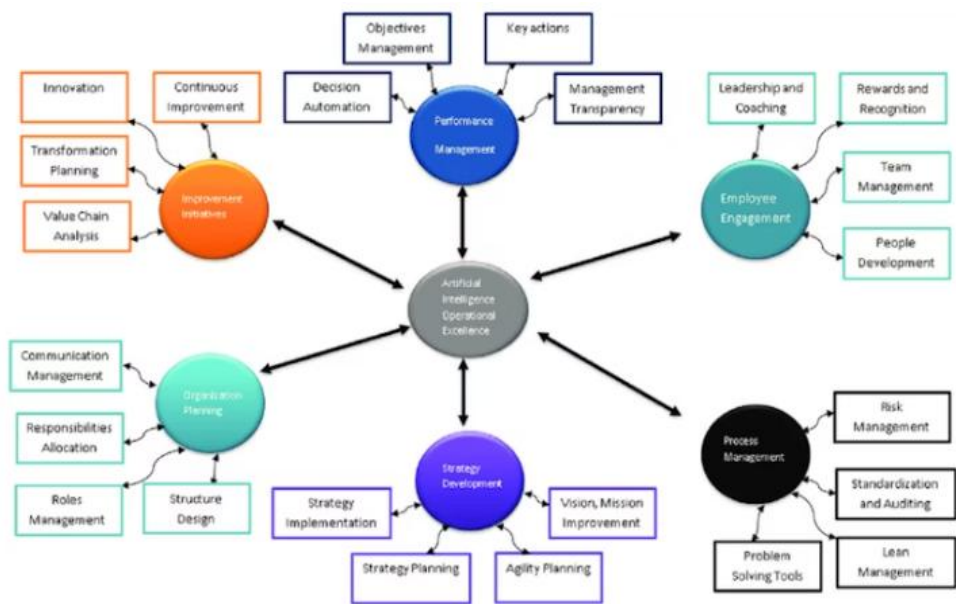 Objectives
Management
Key actions
Decision
Automation
Management
Transparency
Performance
Management
Innovation
Continuous
Improvement
Transformation
Planning
Value Chain
Analysis
Improvement
Initiatives
Leadership and
Coaching
Rewards and
Recognition
Team
Management
People
Development
Employee
Engagement
Artificial
Intelligence
Operational
Excellence
Communication
Management
Responsibilities
Allocation
Roles
Management
Structure
Design
Organisation
Planning
Strategy
Development
Strategy
Implementation
Vision, Mission
Improvement
Strategy Planning
Agility Planning
Process
Management
Risk
Management
Standardization
and Auditing
Problem
Solving Tools
Lean
Management